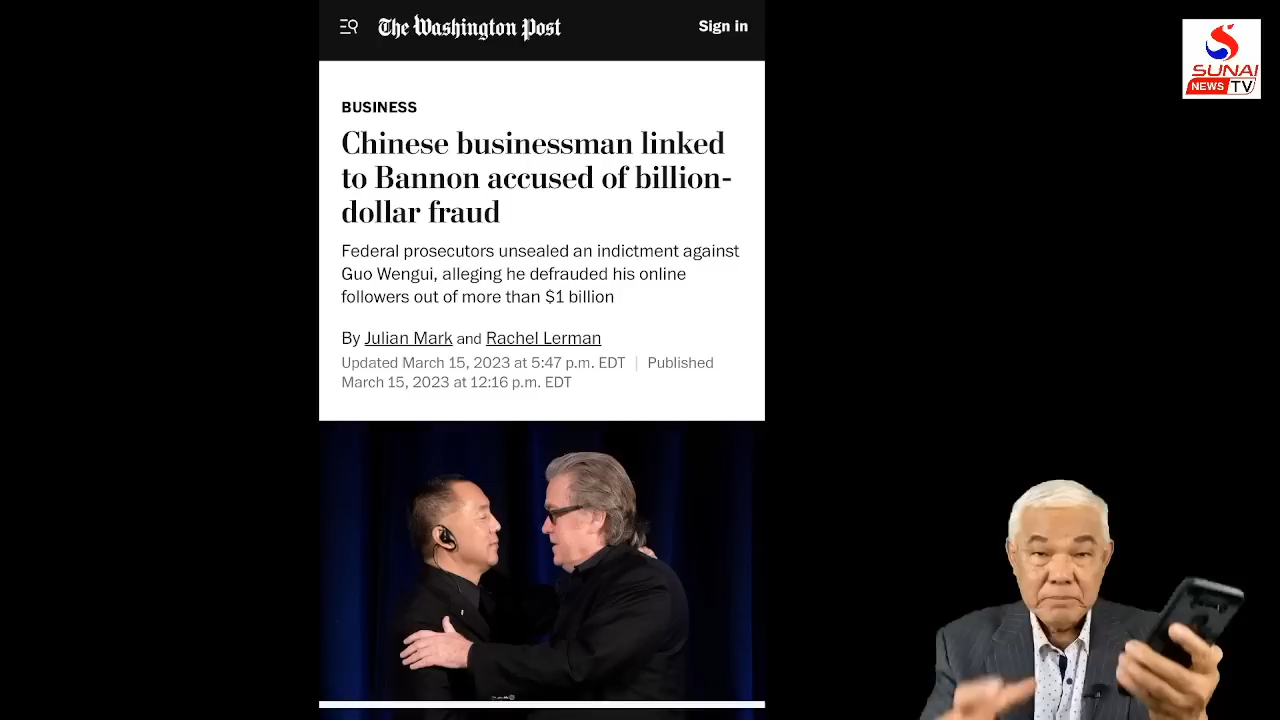 The Washington Post
Sign in
SUNAI
NEWS TV
BUSINESS
Chinese businessman linked
to Bannon accused of billion-
dollar fraud
Federal prosecutors unsealed an indictment against
Guo Wengui, alleging he defrauded his online
followers out of more than $1 billion
By Julian Mark and Rachel Lerman
Updated March 15, 2023 at 5:47 p.m. EDT | Published
March 15, 2023 at 12:16 p.m. EDT